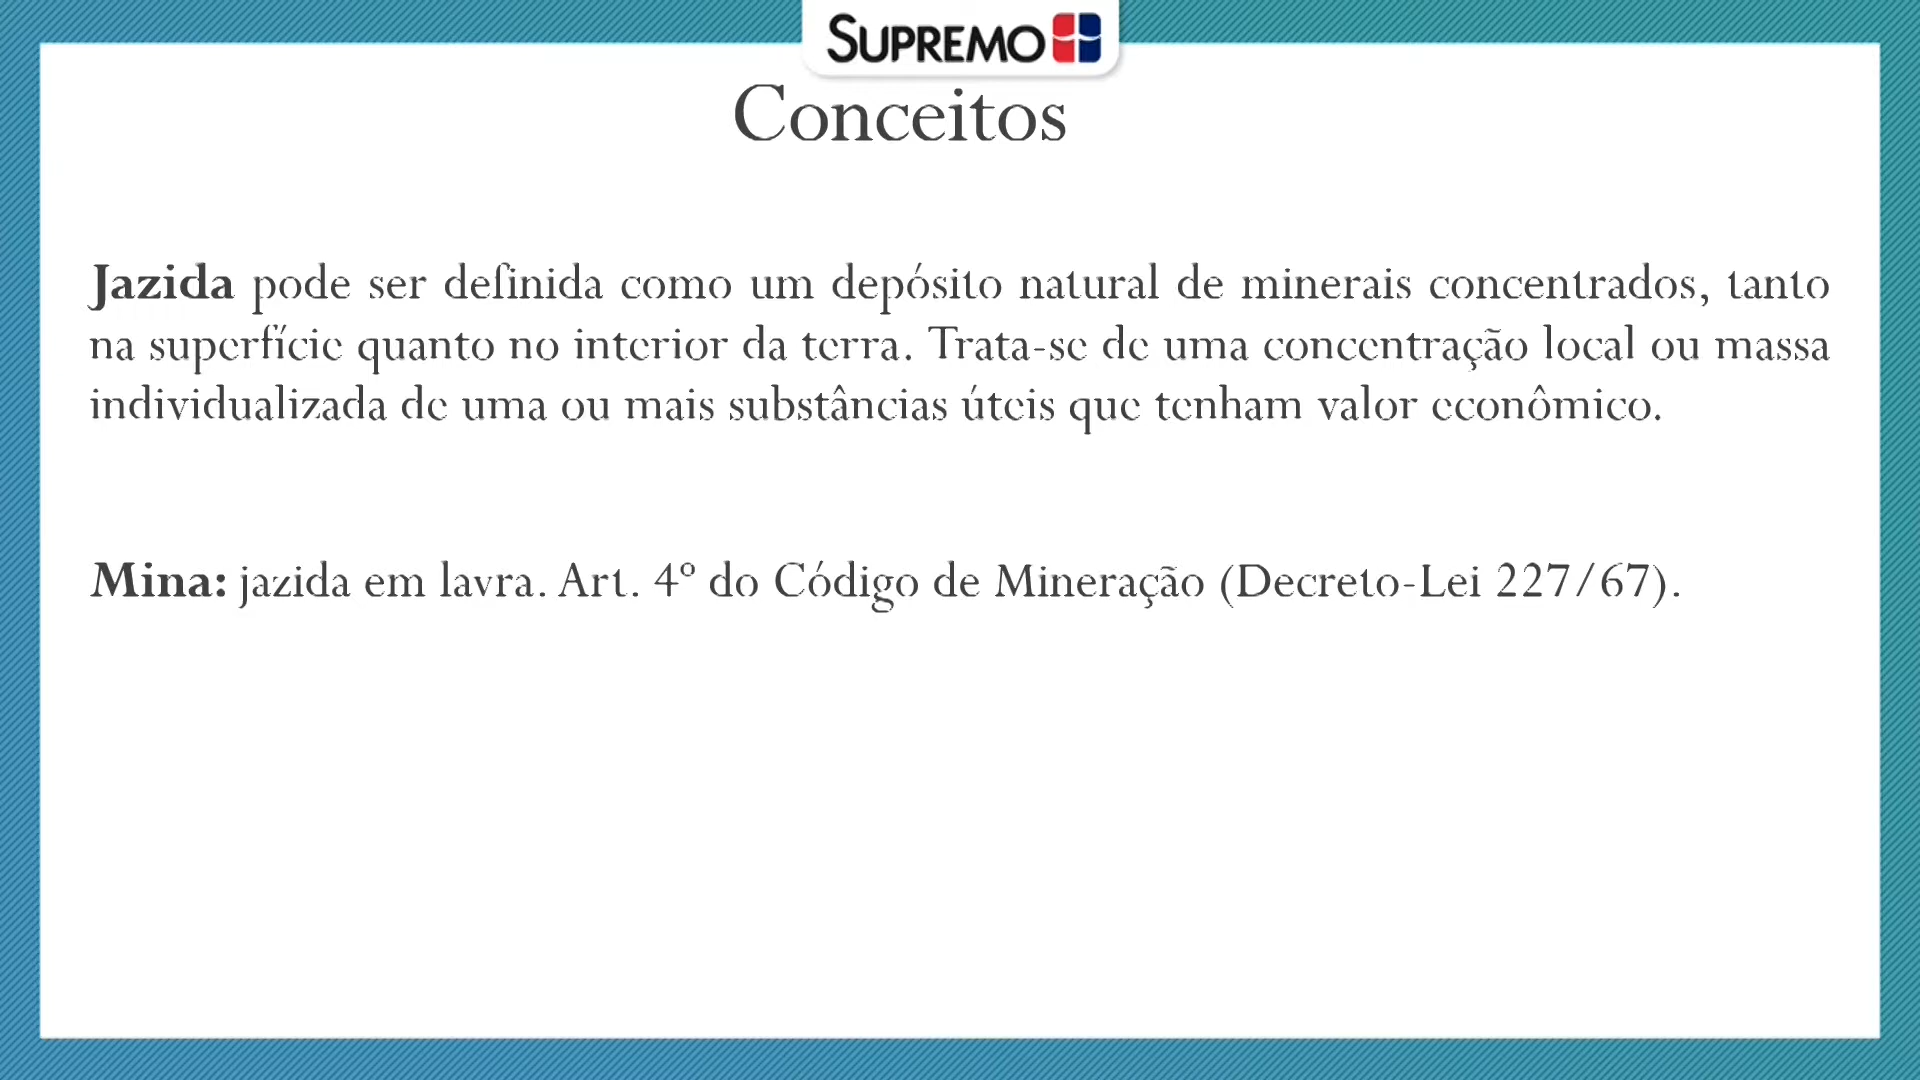 SUPREMO
Conceitos
Jazida pode ser definida como um depósito natural de minerais concentrados, tanto
na superfície quanto no interior da terra. Trata-se de uma concentração local ou massa
individualizada de uma ou mais substâncias úteis que tenham valor econômico.
Mina: jazida em lavra. Art. 4º do Código de Mineração (Decreto-Lei 227/67).